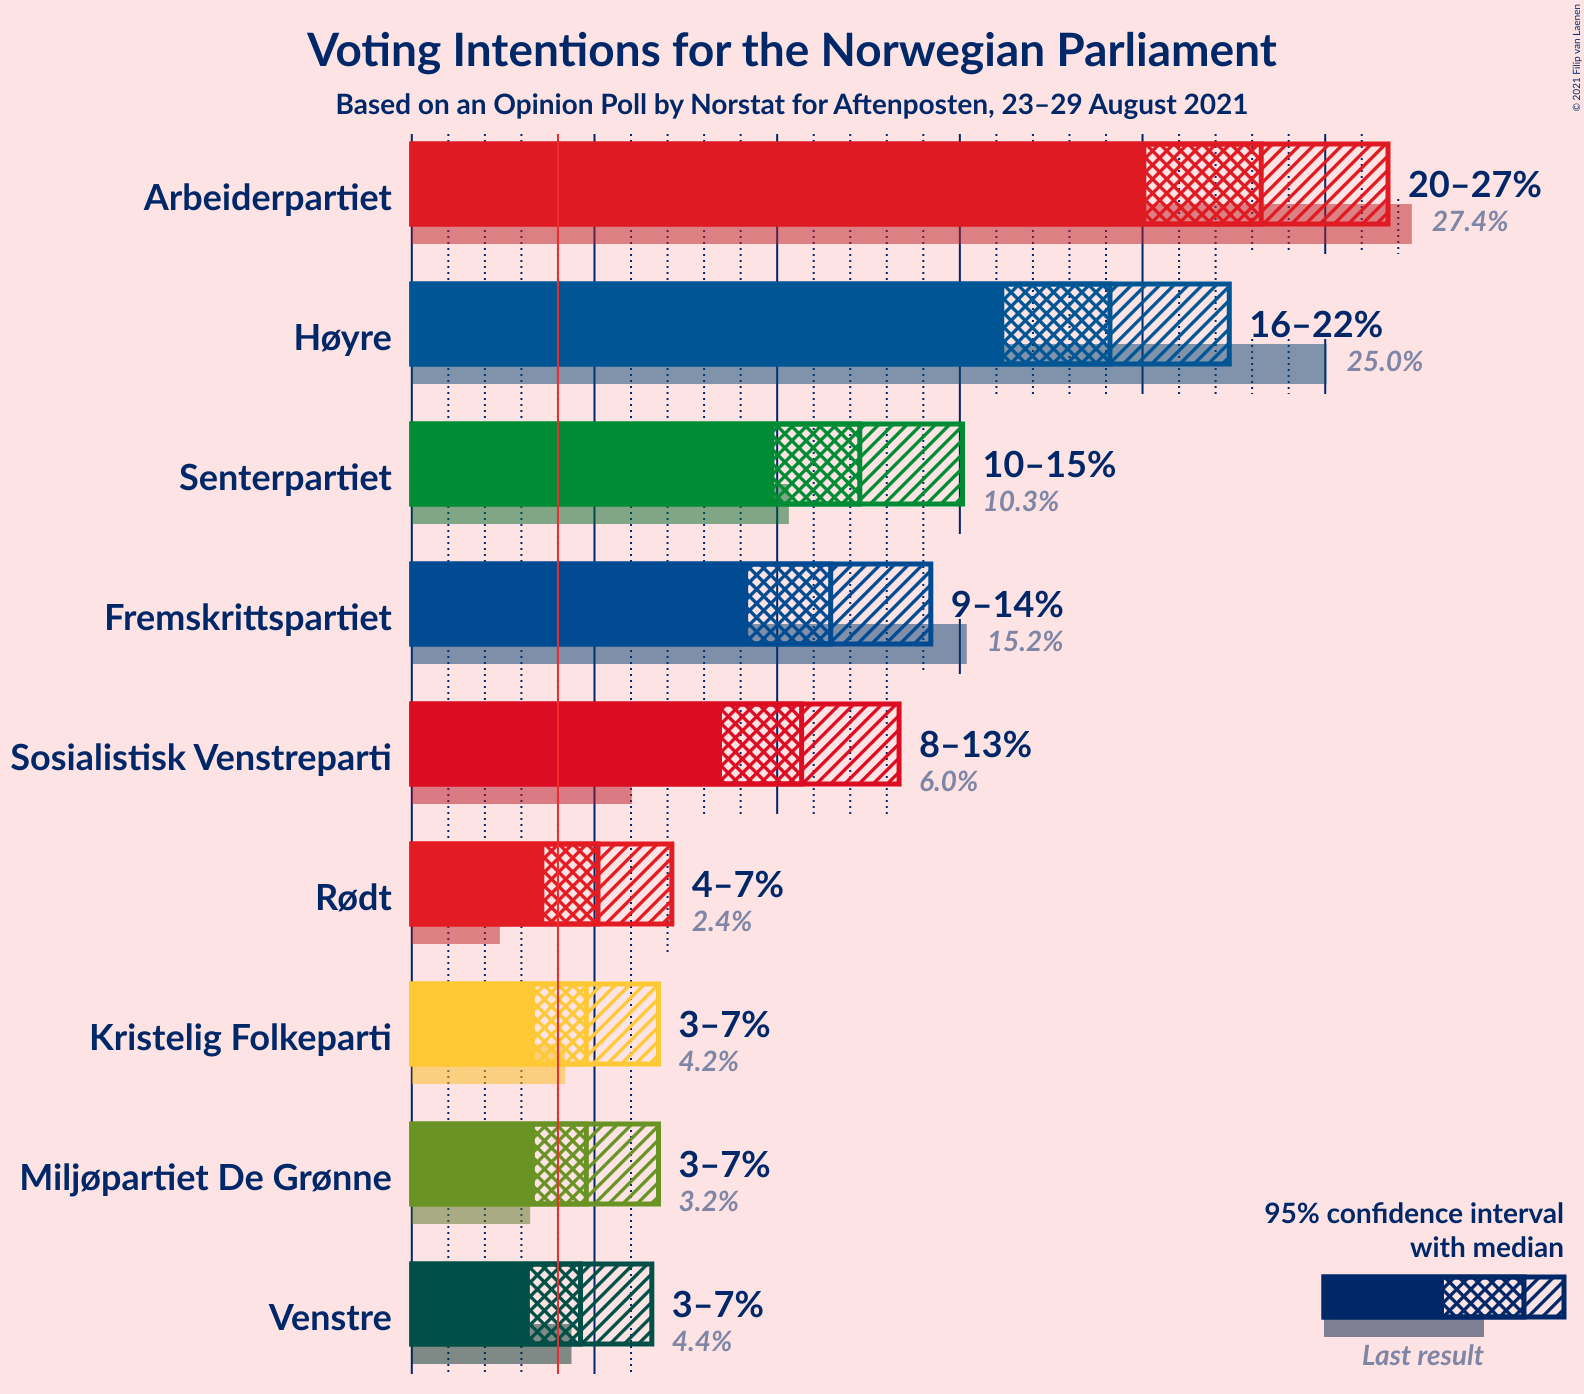 Voting Intentions for the Norwegian Parliament
Based on an Opinion Poll by Norstat for Aftenposten, 23–29 August 2021
© 2021 Filip van Laenen
Arbeiderpartiet
20–27%
27.4%
Høyre
16–22%
25.0%
Senterpartiet
10–15%
10.3%
Fremskrittspartiet
9–14%
15.2%
Sosialistisk Venstreparti
8–13%
6.0%
Rødt
4–7%
2.4%
Kristelig Folkeparti
3–7%
4.2%
Miljøpartiet De Grønne
3–7%
3.2%
Venstre
3–7%
4.4%
95% confidence interval
with median
Last result